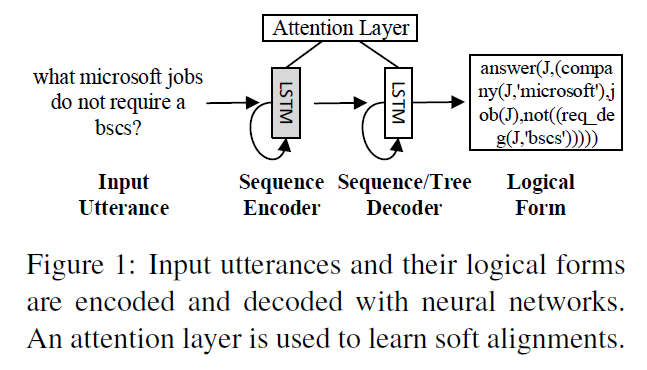 Attention Layer
what microsoft jobs
do not require a
bscs?
LSTM
LSTM
answer(J,(compa
ny(J,'microsoft'),j
ob(J),not((req_de
g(J,'bscs')))))
Input
Utterance
Sequence
Encoder
Sequence/Tree
Decoder
Logical
Form
Figure 1: Input utterances and their logical forms
are encoded and decoded with neural networks.
An attention layer is used to learn soft alignments.